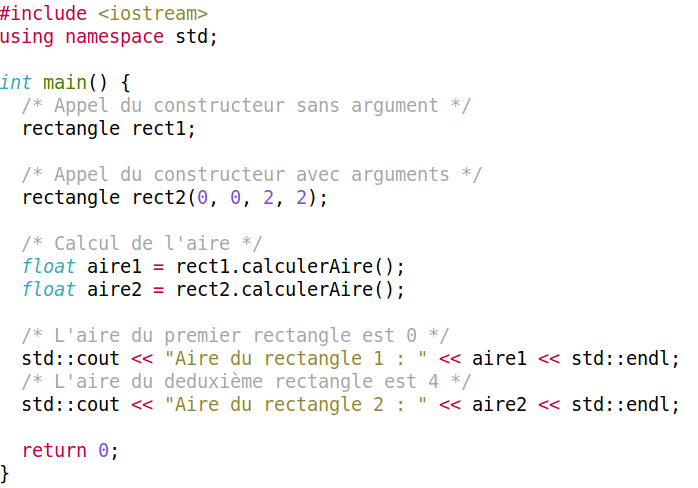 #include <iostream>
using namespace std;
int main() {
/* Appel du constructeur sans argument */
rectangle rect1;
/* Appel du constructeur avec arguments */
rectangle rect2(0, 0, 2, 2);
/* Calcul de l'aire */
float aire1 = rect1.calculerAire();
float aire2 = rect2.calculerAire();
/* L'aire du premier rectangle est 0 */
std::cout << "Aire du rectangle 1 : " << aire1 << std::endl;
/* L'aire du deduxième rectangle est 4 */
std::cout << "Aire du rectangle 2 : " << aire2 << std::endl;
return 0;
}